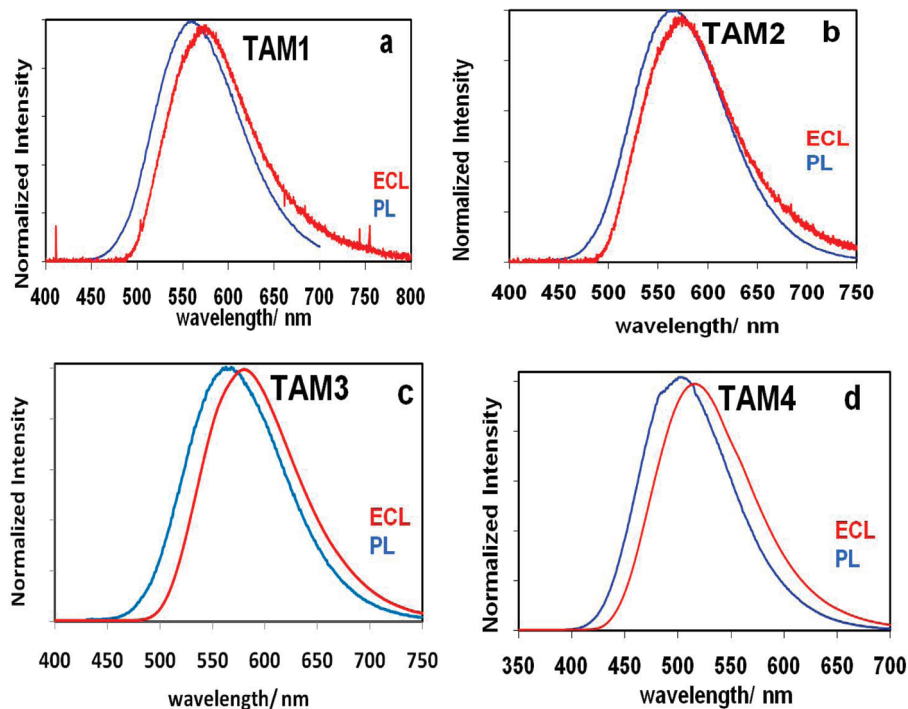 TAM1
a
Normalized Intensity
ECL
PL
400 450 500 550 600 650 700 750 800
wavelength/ nm
TAM2
b
Normalized Intensity
ECL
PL
400 450 500 550 600 650 700 750
wavelength/ nm
TAM3
c
Normalized Intensity
ECL
PL
400 450 500 550 600 650 700 750
wavelength/ nm
TAM4
d
Normalized Intensity
ECL
PL
350 400 450 500 550 600 650 700
wavelength/ nm